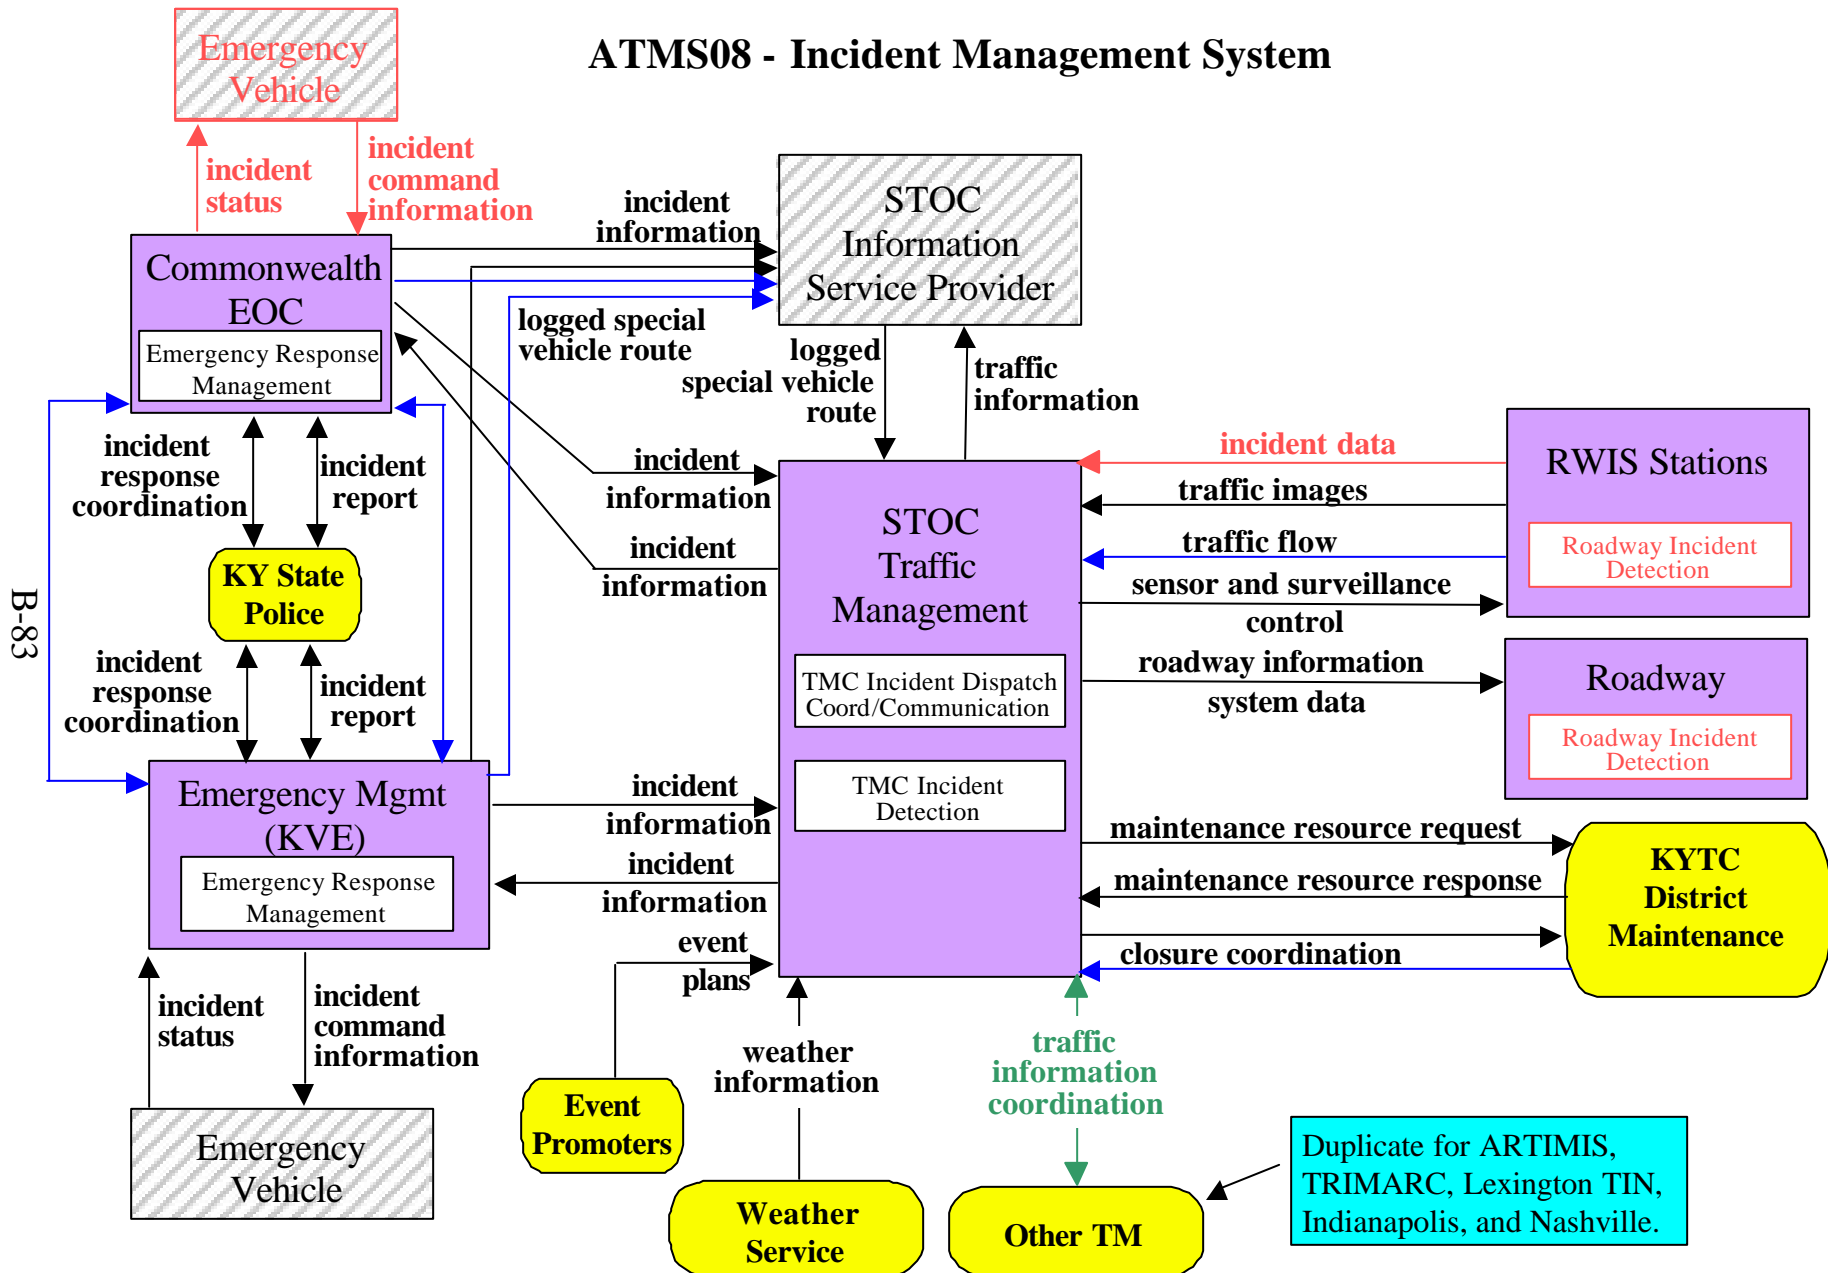 ATMS08 - Incident Management System
Emergency
Vehicle
incident
status
incident
command
information
Commonwealth
EOC
Emergency Response
Management
incident
information
STOC
Information
Service Provider
logged special
vehicle route
logged
special vehicle
route
traffic
information
incident
response
coordination
incident
report
KY State
Police
B-83
incident
response
coordination
incident
report
incident
information
incident
information
STOC
Traffic
Management
TMC Incident Dispatch
Coord/Communication
TMC Incident
Detection
incident data
traffic images
traffic flow
sensor and surveillance
control
roadway information
system data
RWIS Stations
Roadway Incident
Detection
Roadway
Roadway Incident
Detection
Emergency Mgmt
(KVE)
Emergency Response
Management
incident
information
incident
information
maintenance resource request
maintenance resource response
closure coordination
KYTC
District
Maintenance
event
plans
incident
status
incident
command
information
Emergency
Vehicle
Event
Promoters
weather
information
Weather
Service
traffic
information
coordination
Other TM
Duplicate for ARTIMIS,
TRIMARC, Lexington TIN,
Indianapolis, and Nashville.